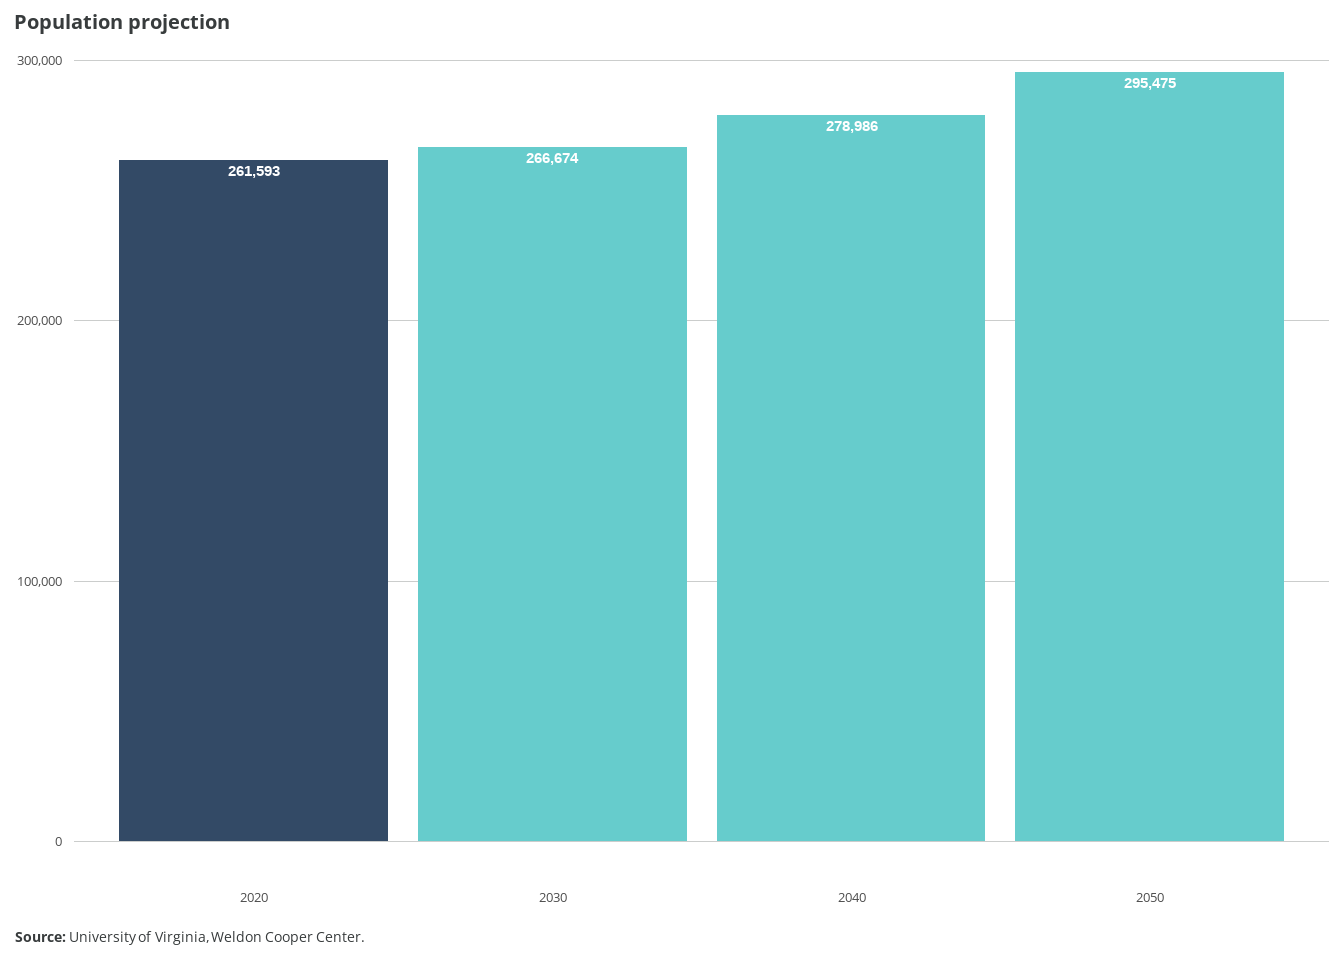 Population projection
300,000
295,475
278,986
266,674
261,593
200,000
100,000
0
2020 2030 2040 2050
Source: University of Virginia, Weldon Cooper Center.